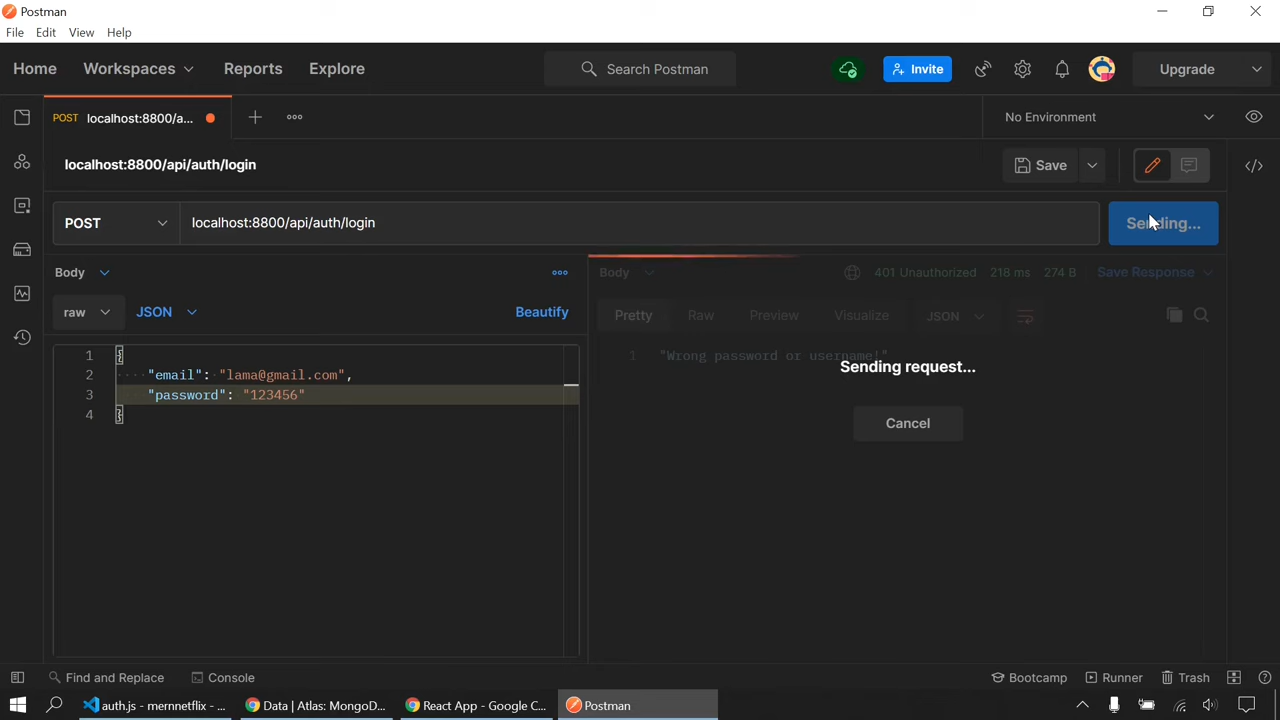 Postman
File Edit View Help
Home Workspaces Reports Explore Search Postman Invite Upgrade
POST localhost:8800/a... No Environment
localhost:8800/api/auth/login Save
POST localhost:8800/api/auth/login Sending...
Body Body 401 Unauthorized 218 ms 274 B Save Response
raw JSON Beautify Pretty Raw Preview Visualize JSON
1 {
2 "email": "lama@gmail.com",
3 "password": "123456"
4 }
1 "Wrong password or username!"
Sending request...
Cancel
Find and Replace Console Bootcamp Runner Trash
auth.js - mernnetflix - ... Data | Atlas: MongoD... React App - Google C... Postman